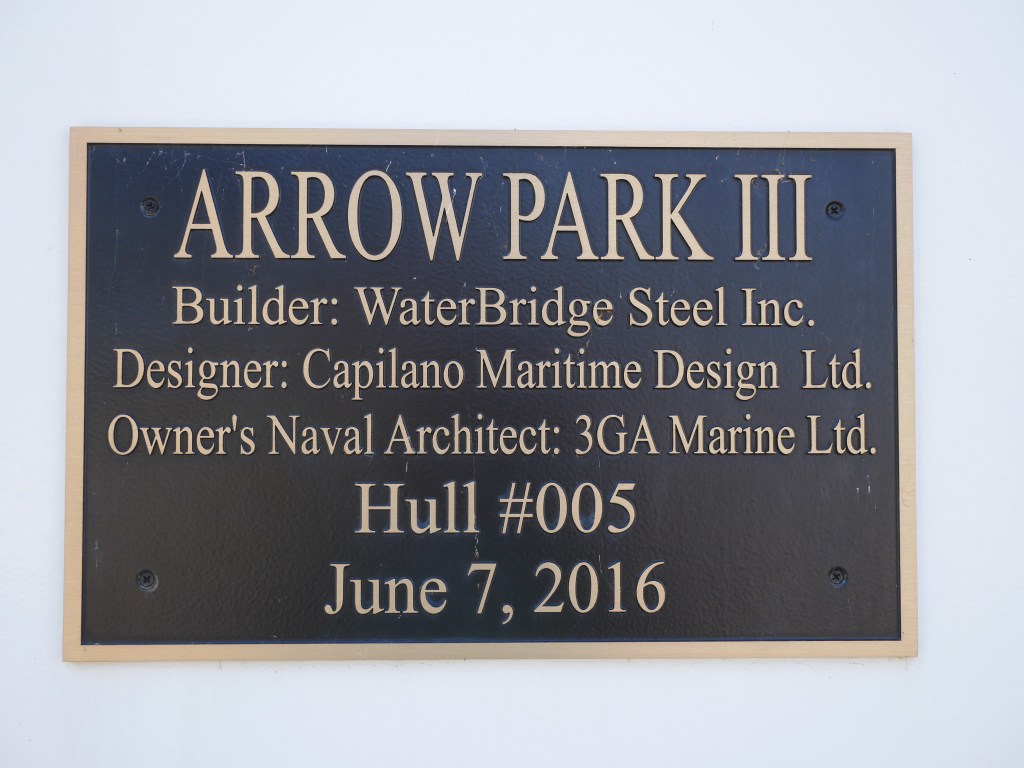 ARROW PARK III
Builder: WaterBridge Steel Inc.
Designer: Capilano Maritime Design Ltd.
Owner's Naval Architect: 3GA Marine Ltd.
Hull #005
June 7, 2016